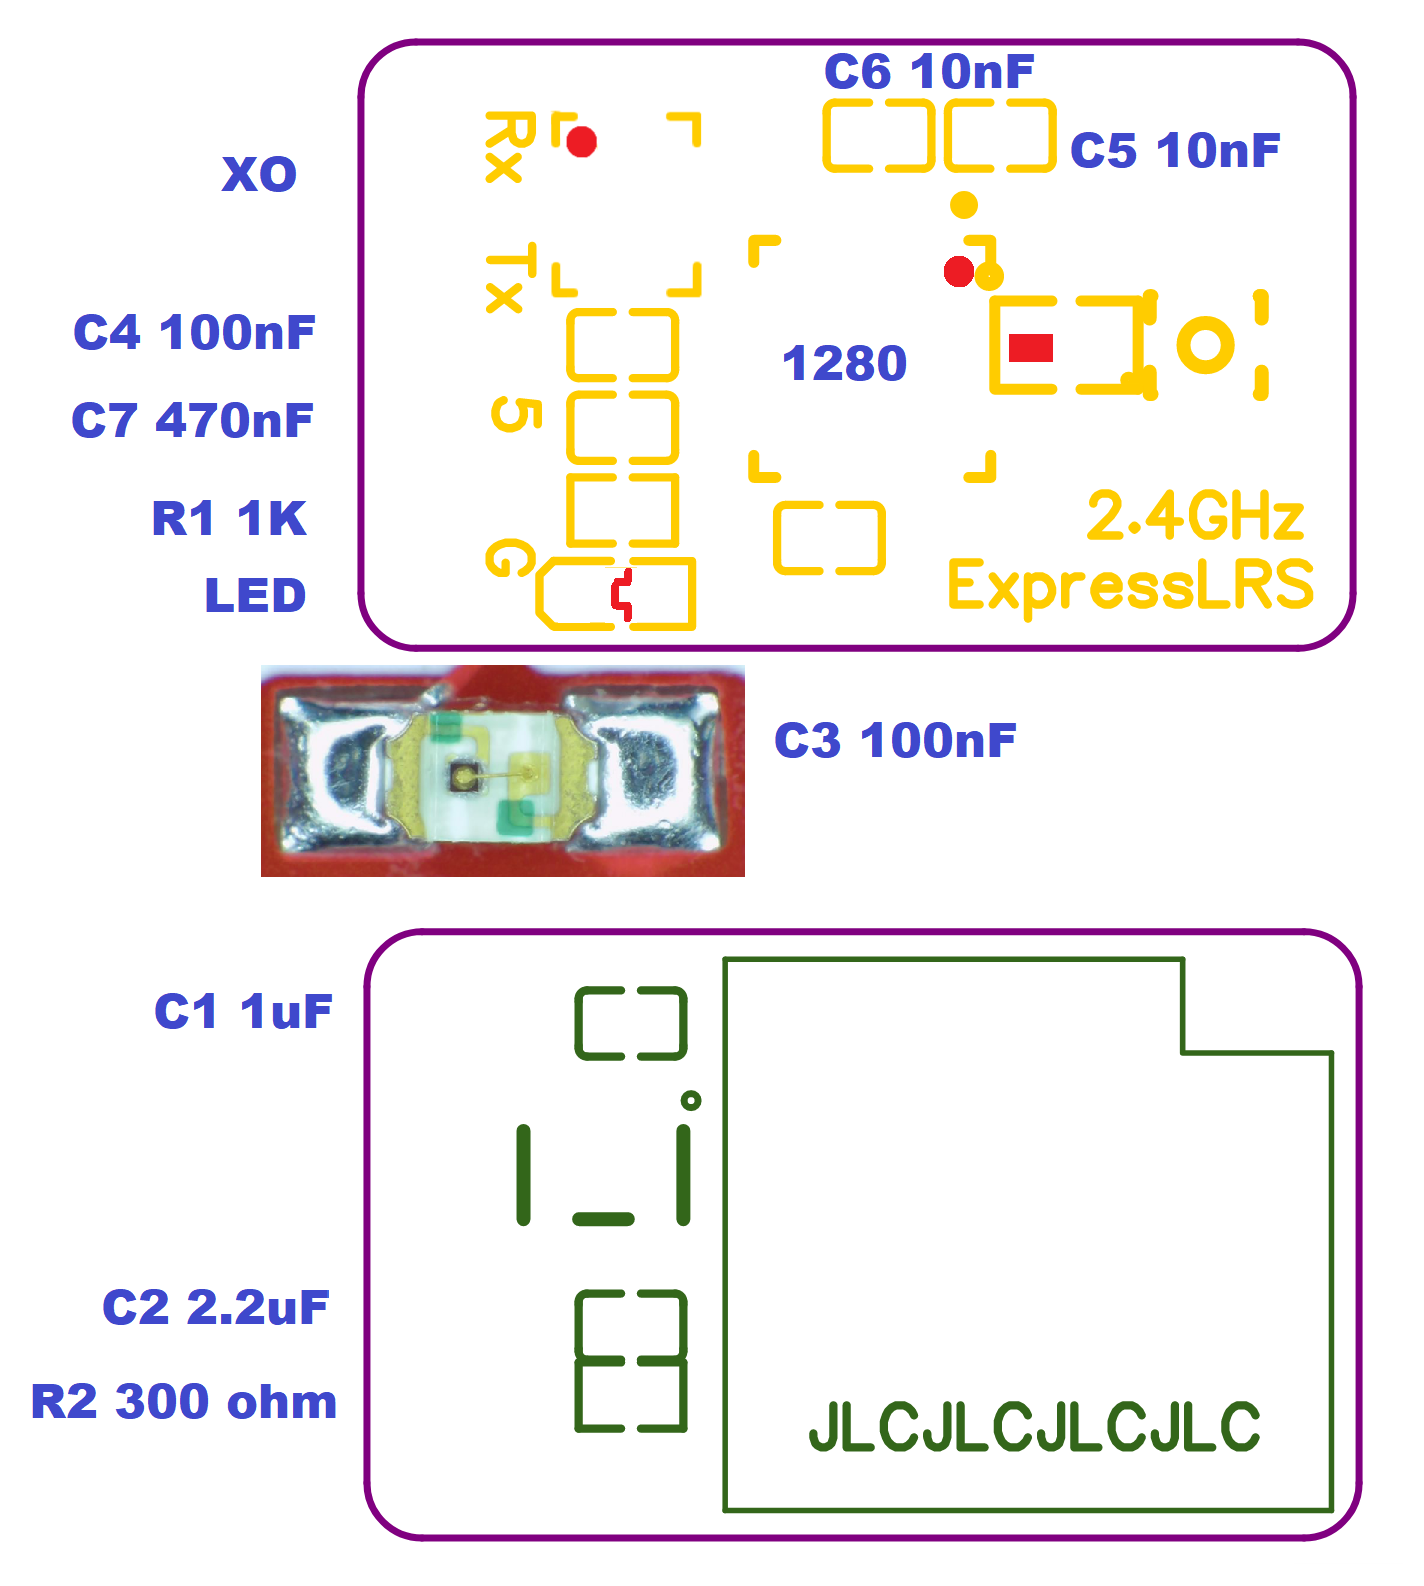 C6 10nF
C5 10nF
XO
Rx
Tx
C4 100nF
1280
C7 470nF
5
R1 1K
2.4GHz
G
LED
ExpressLRS
C3 100nF
C1 1uF
C2 2.2uF
R2 300 ohm
JLCJLCJLCJLC